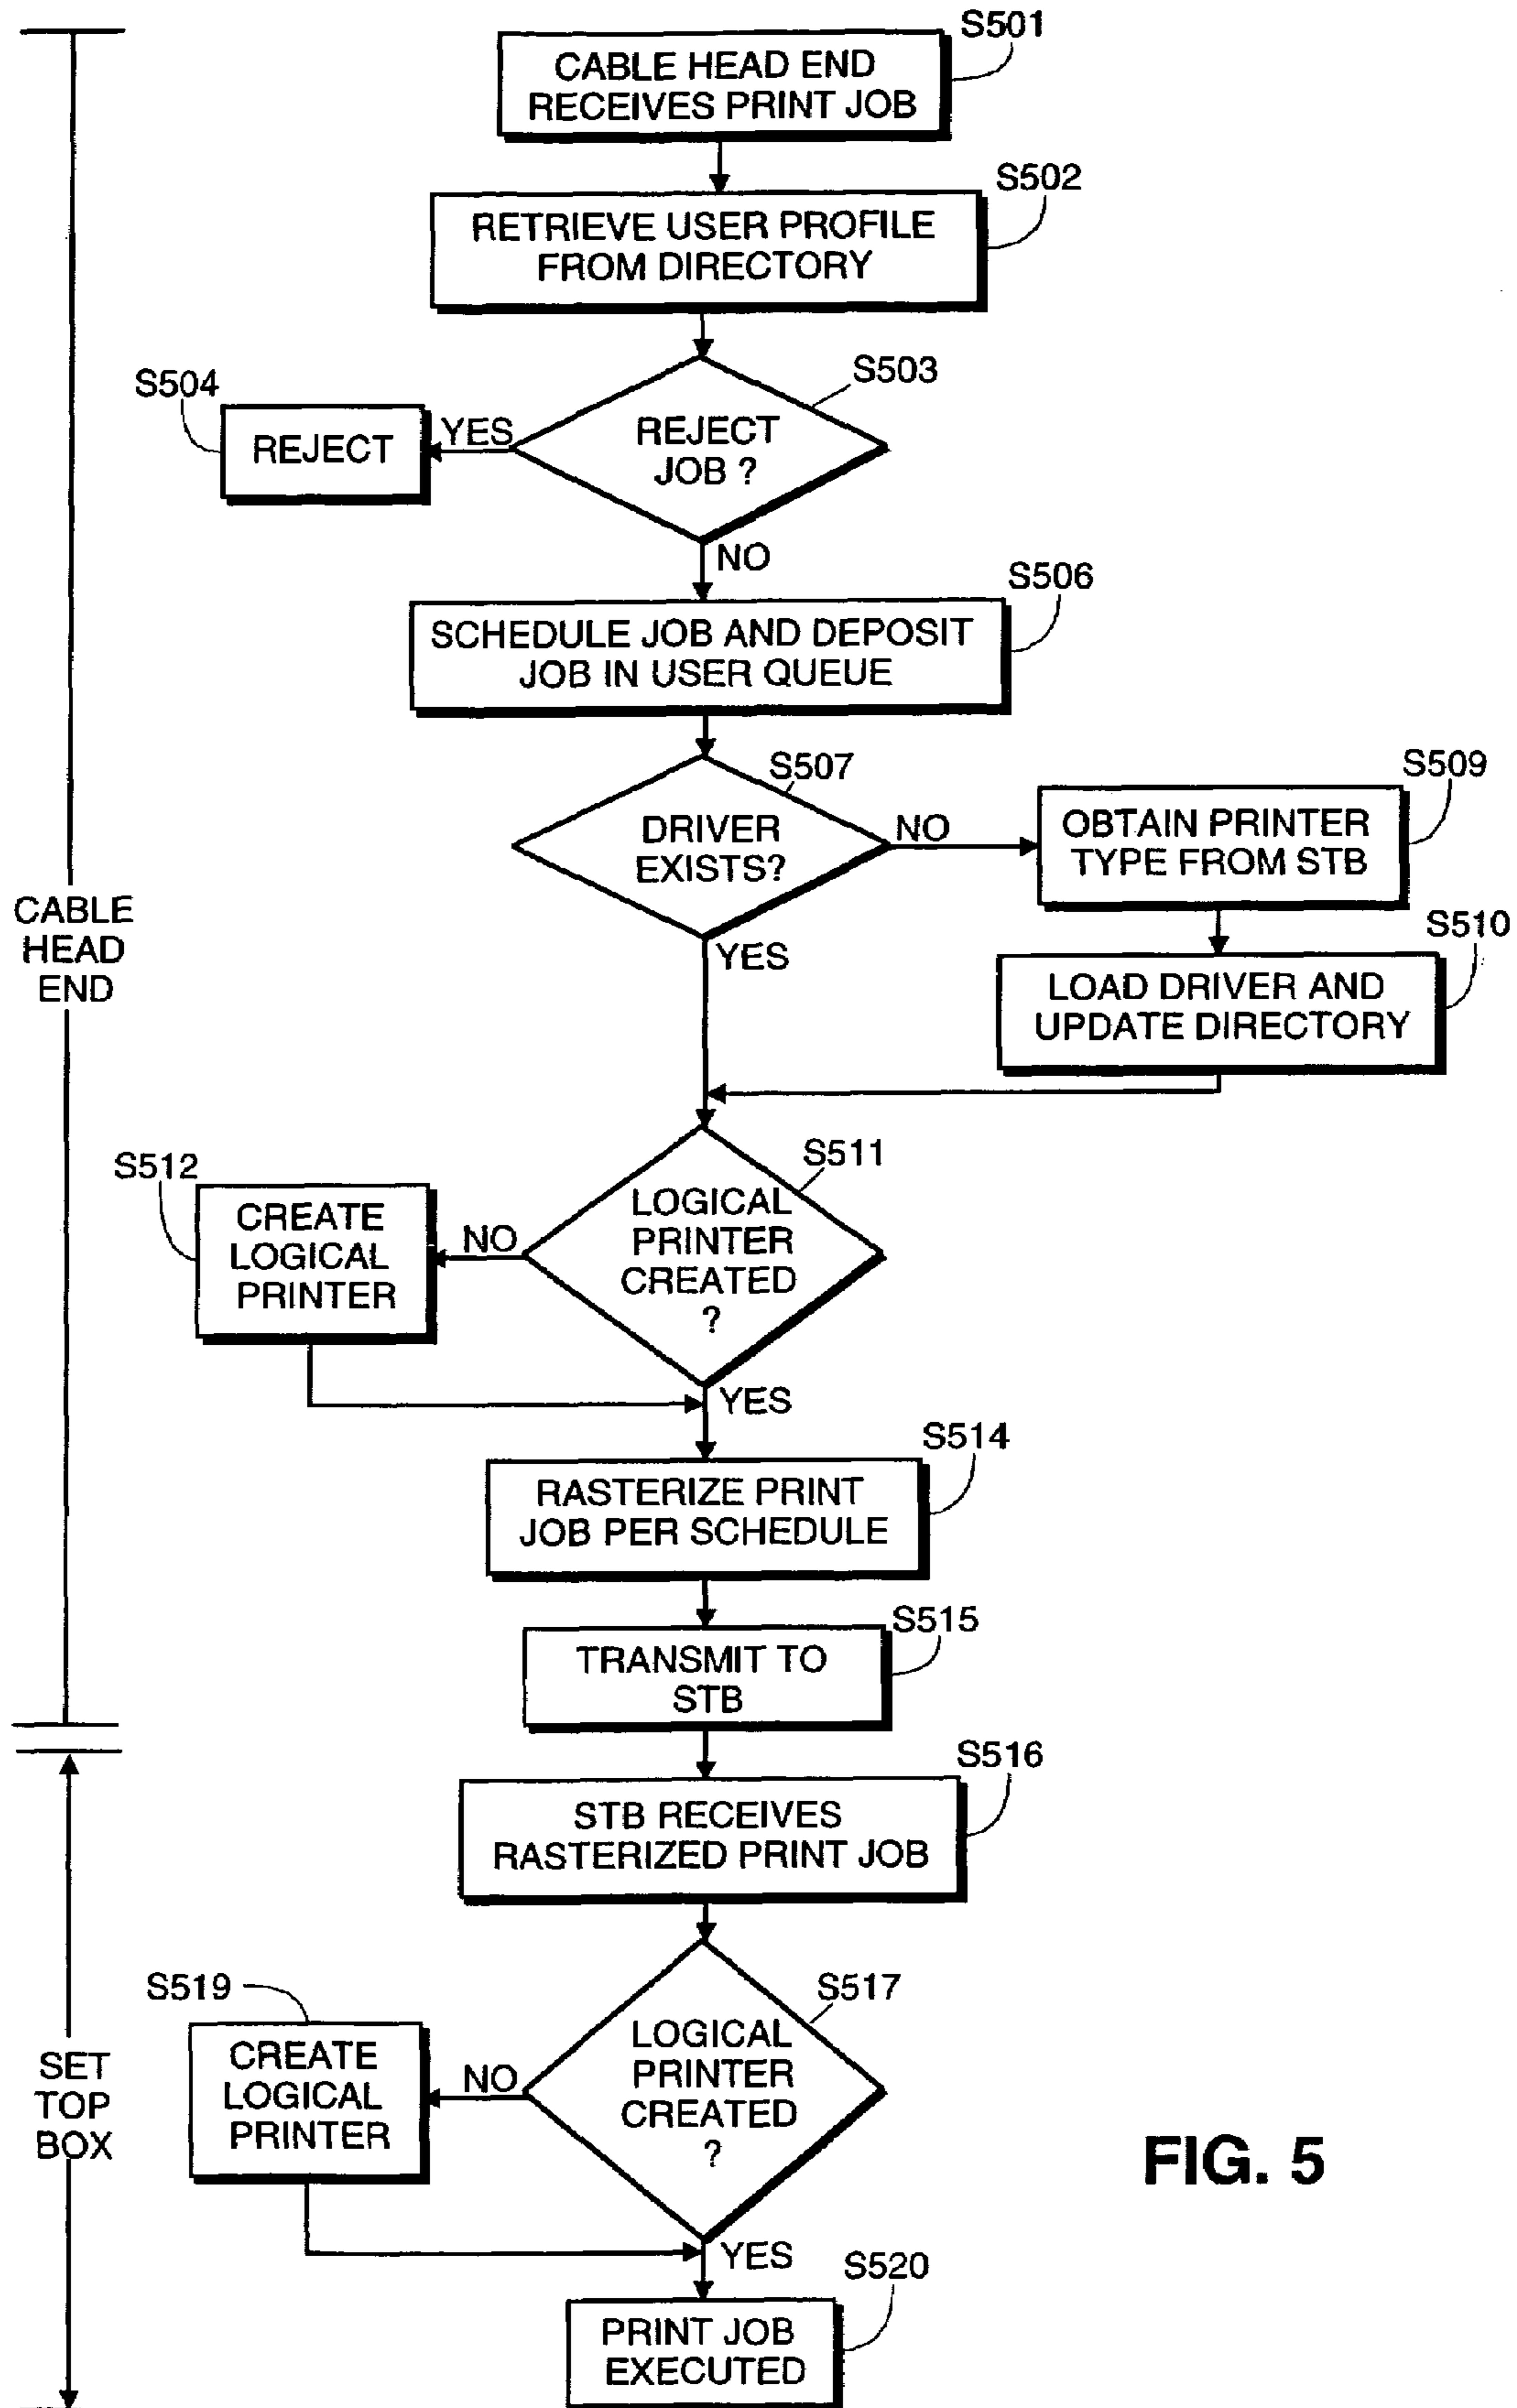 S501
CABLE HEAD END
RECEIVES PRINT JOB
S502
RETRIEVE USER PROFILE
FROM DIRECTORY
S503
REJECT
JOB ?
YES
S504
REJECT
NO
S506
SCHEDULE JOB AND DEPOSIT
JOB IN USER QUEUE
S507
DRIVER
EXISTS?
NO
S509
OBTAIN PRINTER
TYPE FROM STB
S510
LOAD DRIVER AND
UPDATE DIRECTORY
YES
CABLE
HEAD
END
S511
LOGICAL
PRINTER
CREATED
?
NO
S512
CREATE
LOGICAL
PRINTER
YES
S514
RASTERIZE PRINT
JOB PER SCHEDULE
S515
TRANSMIT TO
STB
S516
STB RECEIVES
RASTERIZED PRINT JOB
S517
LOGICAL
PRINTER
CREATED
?
NO
S519
CREATE
LOGICAL
PRINTER
SET
TOP
BOX
YES
S520
PRINT JOB
EXECUTED
FIG. 5